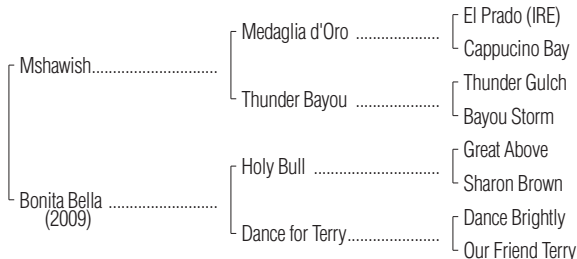 El Prado (IRE)
Medaglia d'Oro ....................
Cappucino Bay
Mshawish..............................
Thunder Gulch
Thunder Bayou ....................
Bayou Storm
Great Above
Holy Bull ..............................
Sharon Brown
Bonita Bella ..........................
(2009)
Dance Brightly
Dance for Terry.....................
Our Friend Terry